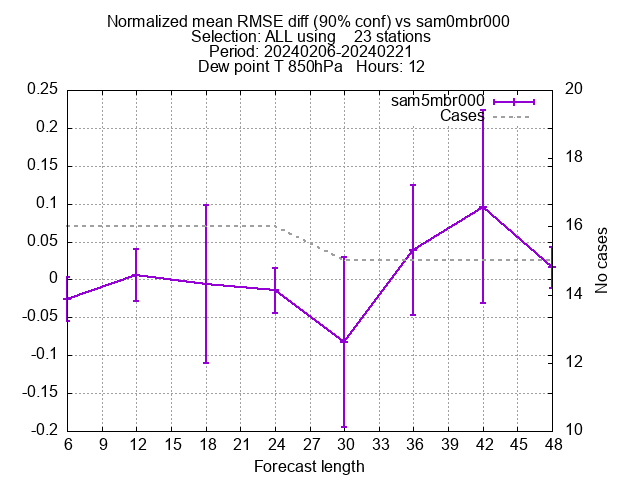 Normalized mean RMSE diff (90% conf) vs sam0mbr000
Selection: ALL using    23 stations
Period: 20240206-20240221
Dew point T 850hPa   Hours: 12
sam5mbr000
Cases
0.25
0.2
0.15
0.1
0.05
0
-0.05
-0.1
-0.15
-0.2
20
18
16
14
12
10
No cases
6 9 12 15 18 21 24 27 30 33 36 39 42 45 48
Forecast length